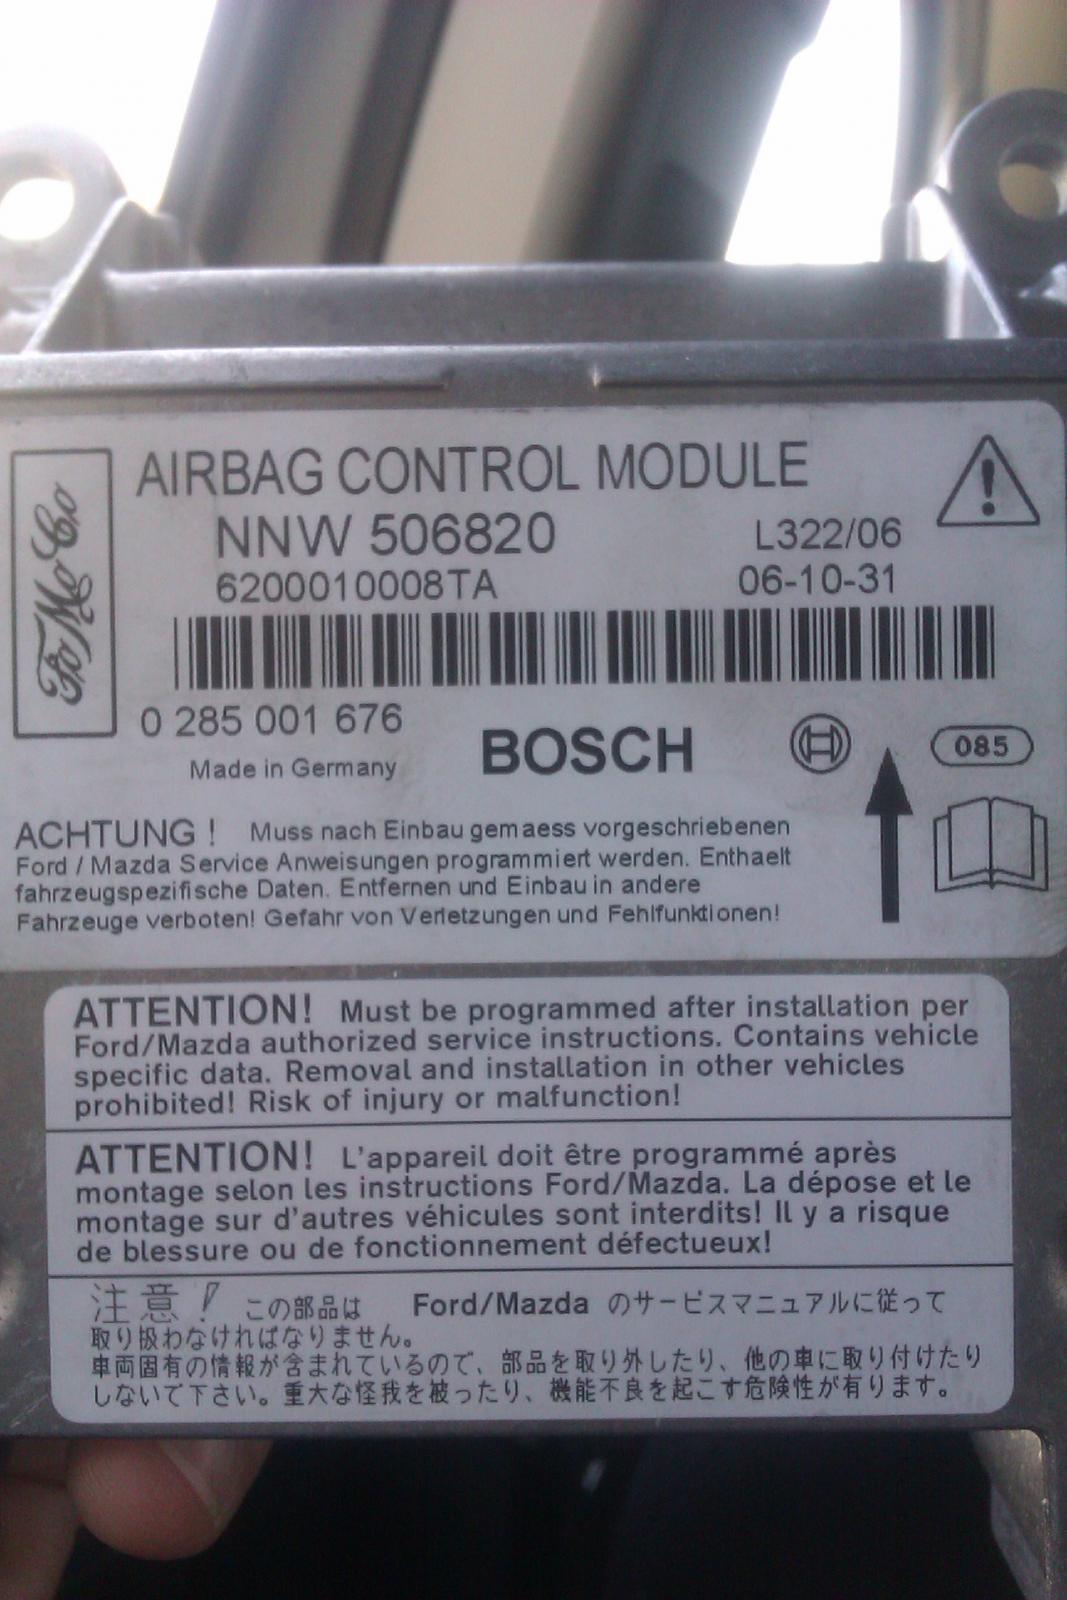 FoMoCo
AIRBAG CONTROL MODULE
NNW 506820
L322/06
6200010008TA
06-10-31
0 285 001 676
Made in Germany
BOSCH
085
ACHTUNG ! Muss nach Einbau gemaess vorgeschriebenen
Ford / Mazda Service Anweisungen programmiert werden. Enthaelt
fahrzeugspezifische Daten. Entfernen und Einbau in andere
Fahrzeuge verboten! Gefahr von Verletzungen und Fehlfunktionen!
ATTENTION! Must be programmed after installation per
Ford/Mazda authorized service instructions. Contains vehicle
specific data. Removal and installation in other vehicles
prohibited! Risk of injury or malfunction!
ATTENTION! L'appareil doit être programmé après
montage selon les instructions Ford/Mazda. La dépose et le
montage sur d'autres véhicules sont interdits! Il y a risque
de blessure ou de fonctionnement défectueux!
注意! この部品は Ford/Mazda のサービスマニュアルに従って
取り扱わなければなりません。
車両固有の情報が含まれているので、部品を取り外したり、他の車に取り付けたり
しないで下さい。重大な怪我を被ったり、機能不良を起こす危険性が有ります。